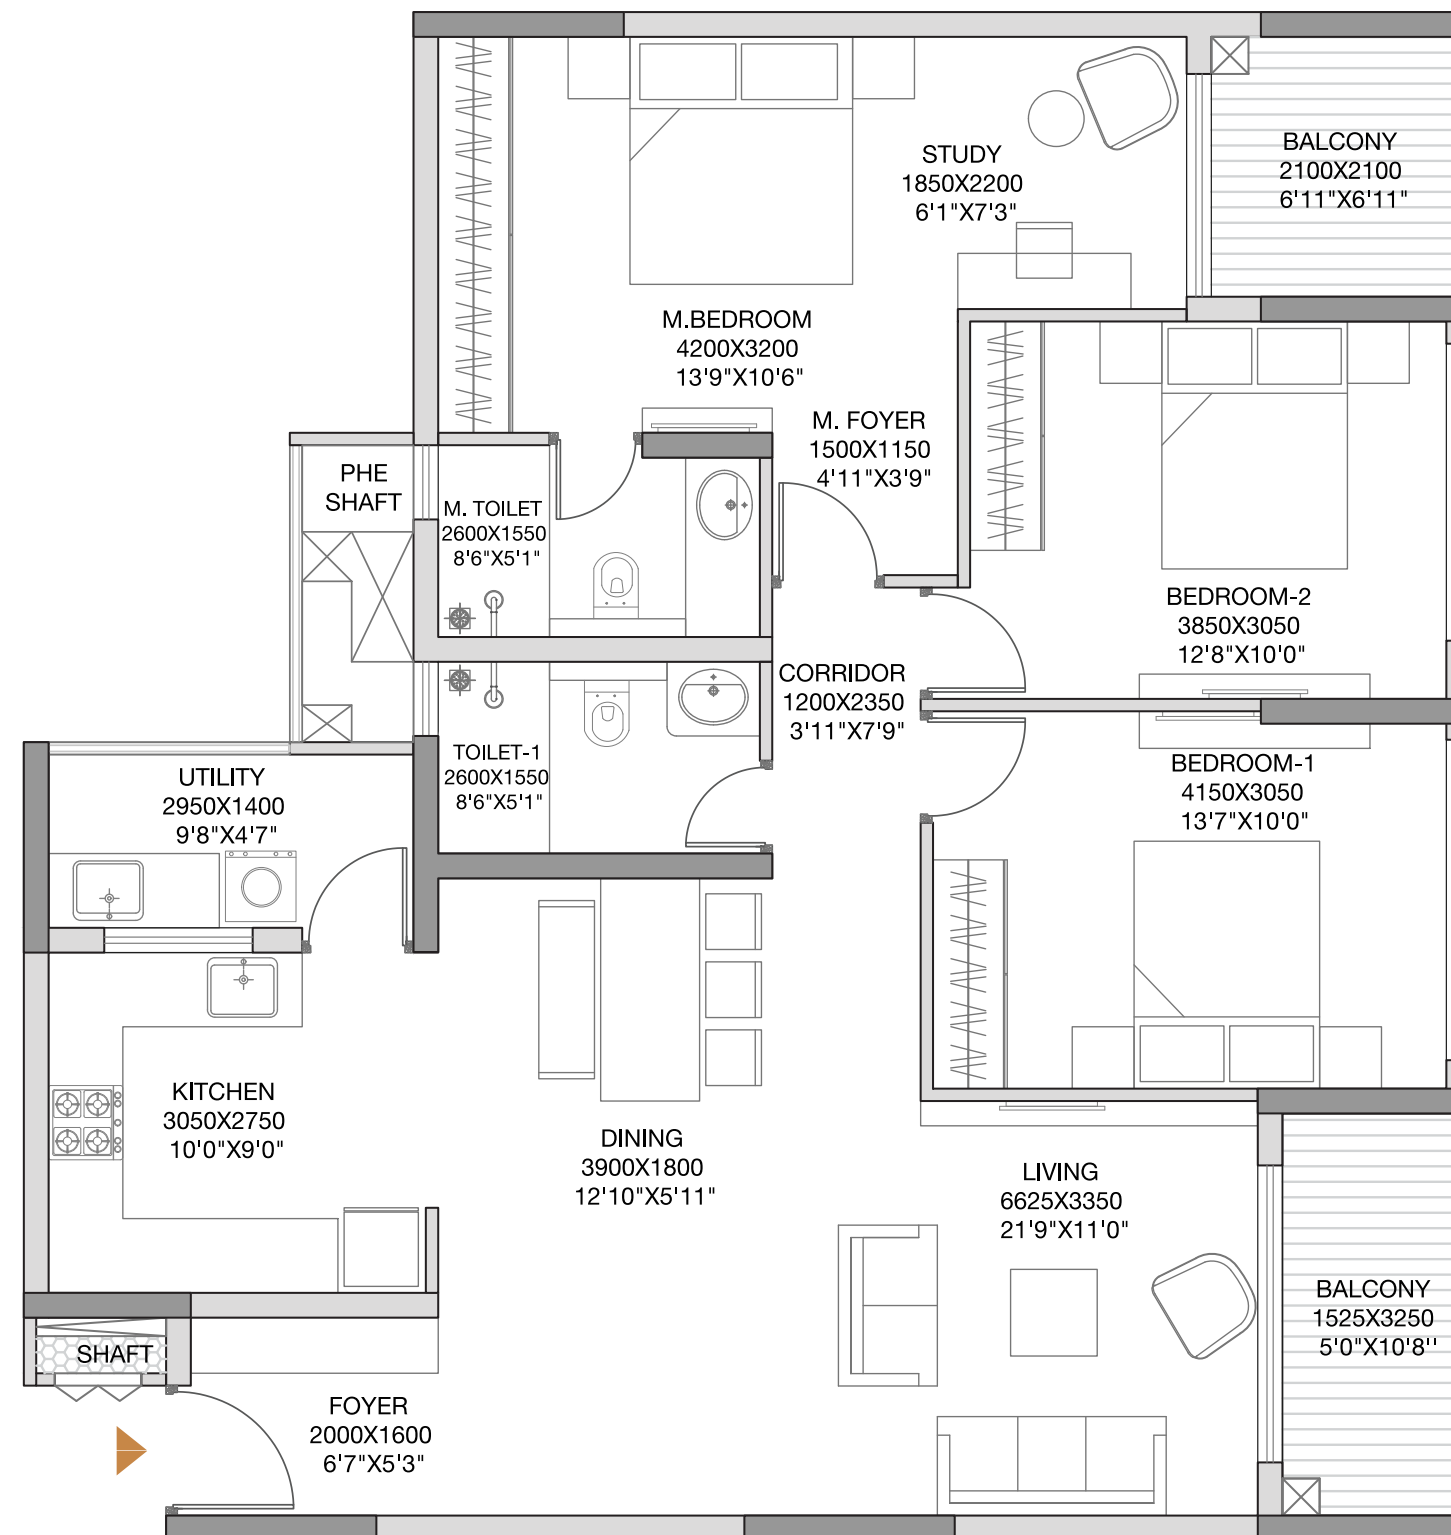 STUDY
1850X2200
6'1"X7'3"
BALCONY
2100X2100
6'11"X6'11"
M.BEDROOM
4200X3200
13'9"X10'6"
M. FOYER
1500X1150
4'11"X3'9"
PHE
SHAFT
M. TOILET
2600X1550
8'6"X5'1"
BEDROOM-2
3850X3050
12'8"X10'0"
CORRIDOR
1200X2350
3'11"X7'9"
TOILET-1
2600X1550
8'6"X5'1"
UTILITY
2950X1400
9'8"X4'7"
BEDROOM-1
4150X3050
13'7"X10'0"
KITCHEN
3050X2750
10'0"X9'0"
DINING
3900X1800
12'10"X5'11"
LIVING
6625X3350
21'9"X11'0"
BALCONY
1525X3250
5'0"X10'8''
SHAFT
FOYER
2000X1600
6'7"X5'3"